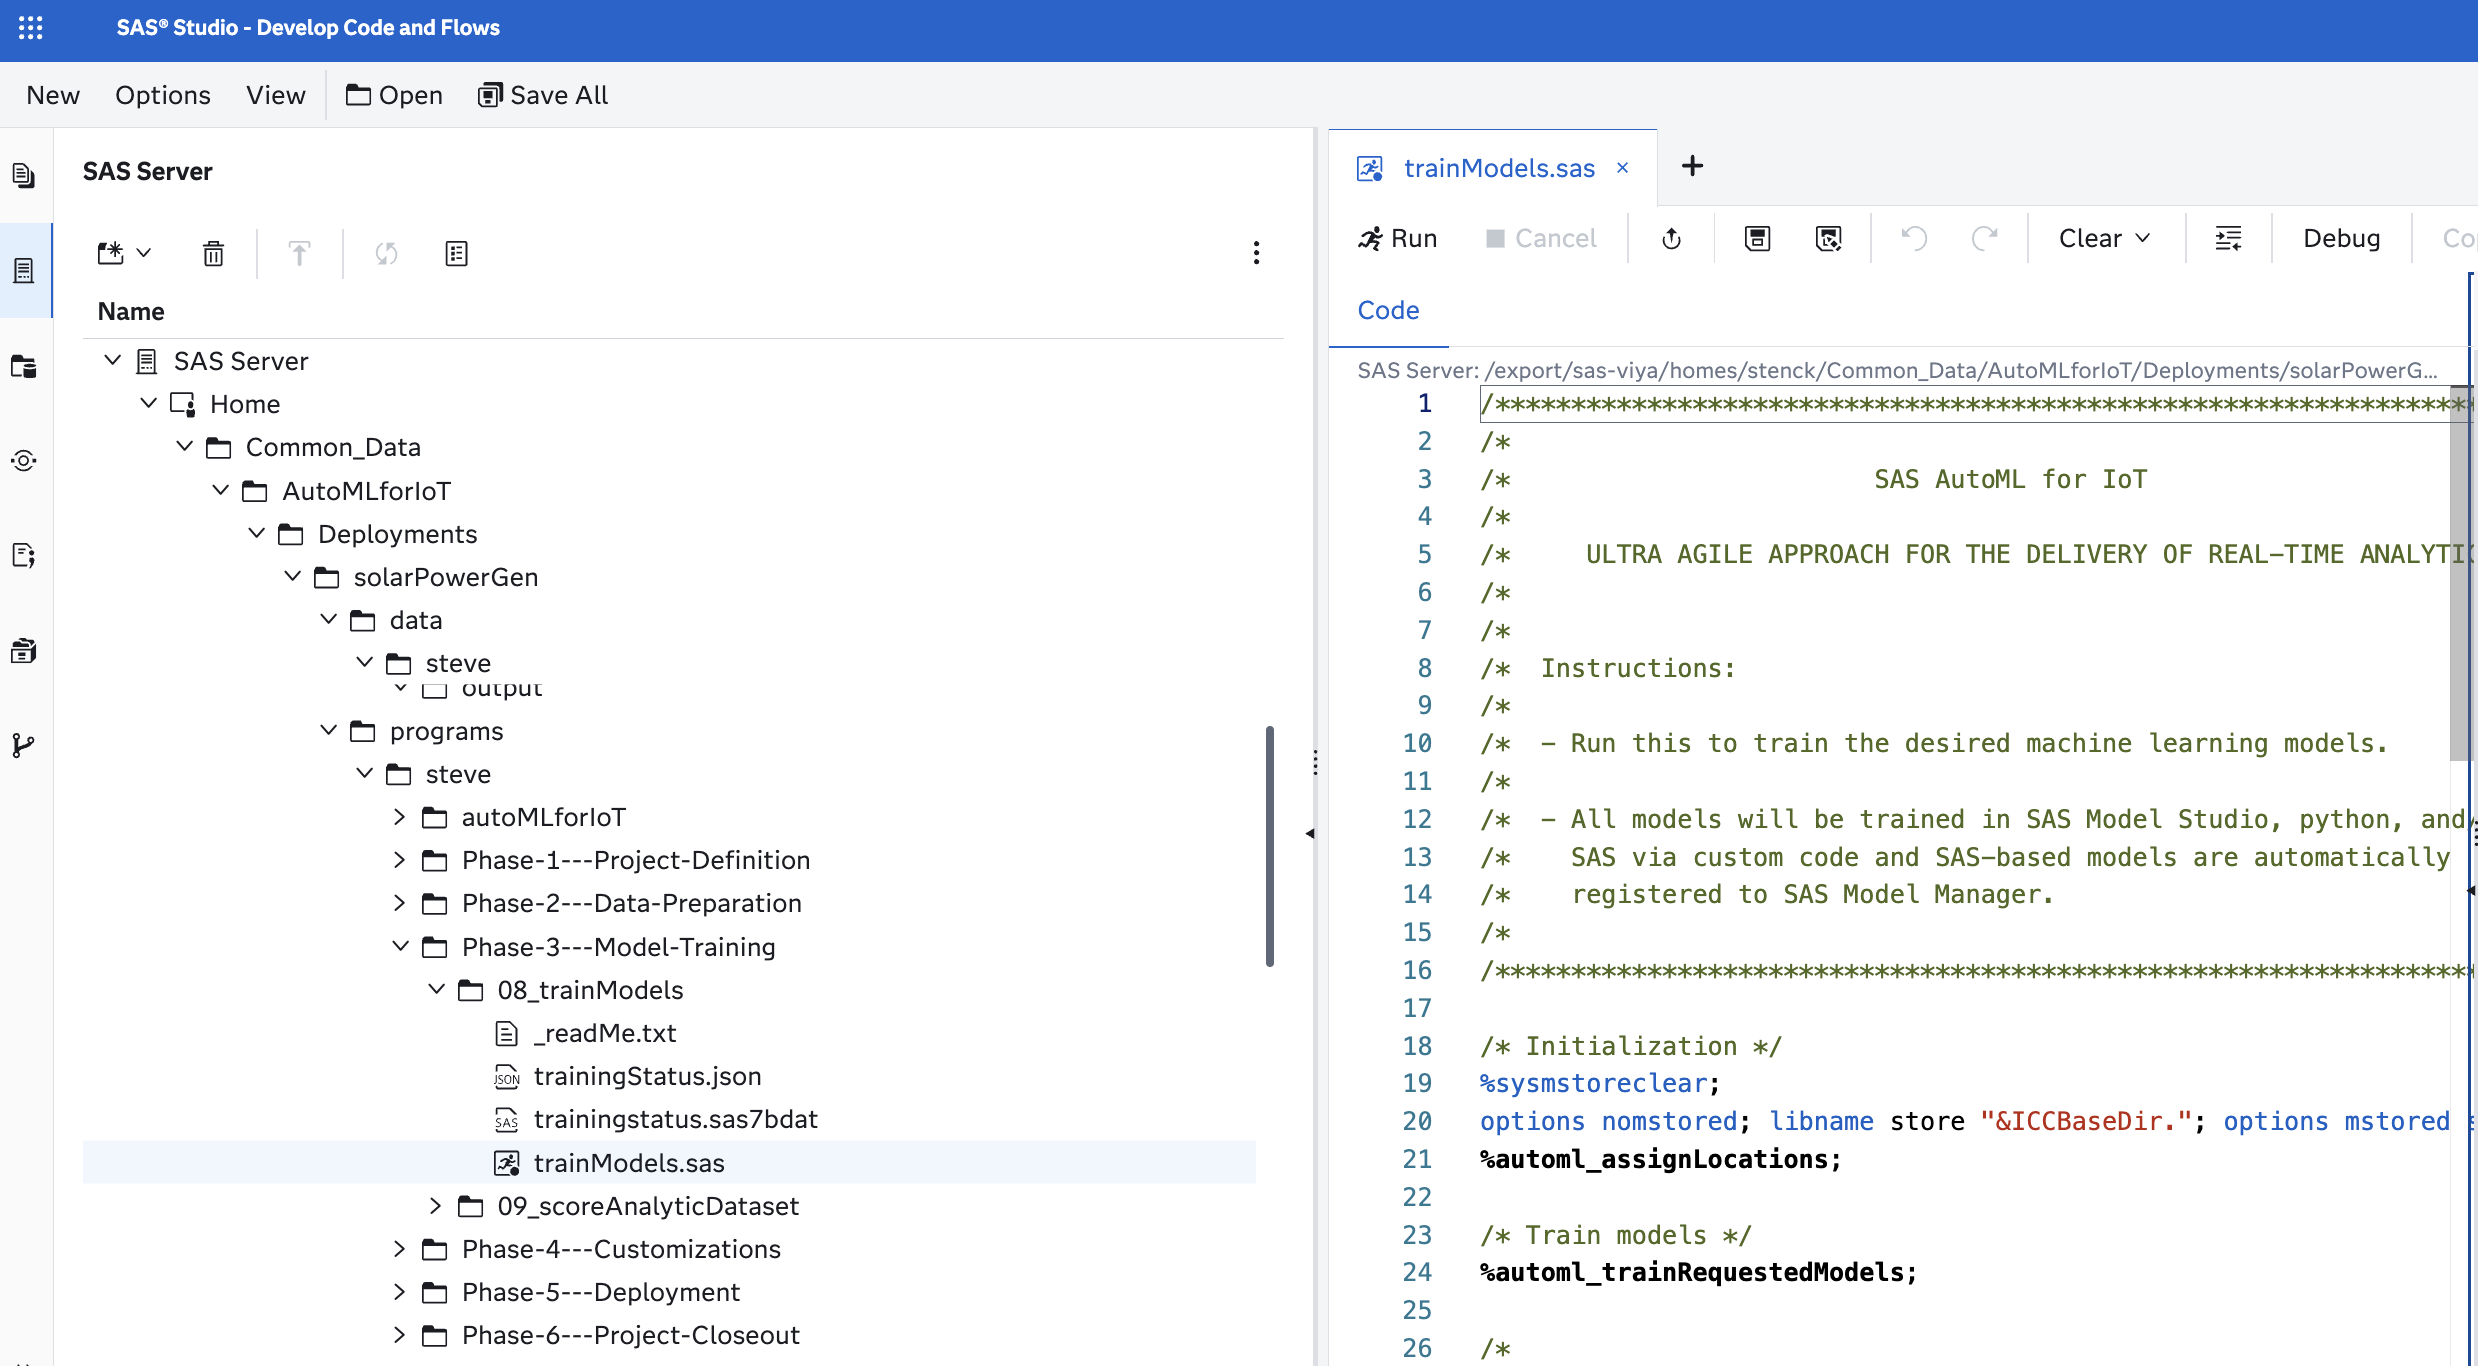 SAS® Studio - Develop Code and Flows
New Options View Open Save All
SAS Server
Name
SAS Server
Home
Common_Data
AutoMLforIoT
Deployments
solarPowerGen
data
steve
output
programs
steve
autoMLforIoT
Phase-1---Project-Definition
Phase-2---Data-Preparation
Phase-3---Model-Training
08_trainModels
_readMe.txt
JSON trainingStatus.json
SAS trainingstatus.sas7bdat
trainModels.sas
09_scoreAnalyticDataset
Phase-4---Customizations
Phase-5---Deployment
Phase-6---Project-Closeout
trainModels.sas × +
Run Cancel Clear Debug Co
Code
SAS Server: /export/sas-viya/homes/stenck/Common_Data/AutoMLforIoT/Deployments/solarPowerG...
1 /*****************************************************************
2 /*
3 /* SAS AutoML for IoT
4 /*
5 /* ULTRA AGILE APPROACH FOR THE DELIVERY OF REAL-TIME ANALYTIC
6 /*
7 /*
8 /* Instructions:
9 /*
10 /* - Run this to train the desired machine learning models.
11 /*
12 /* - All models will be trained in SAS Model Studio, python, and/
13 /* SAS via custom code and SAS-based models are automatically
14 /* registered to SAS Model Manager.
15 /*
16 /*****************************************************************
17
18 /* Initialization */
19 %sysmstoreclear;
20 options nomstored; libname store "&ICCBaseDir."; options mstored s
21 %automl_assignLocations;
22
23 /* Train models */
24 %automl_trainRequestedModels;
25
26 /*